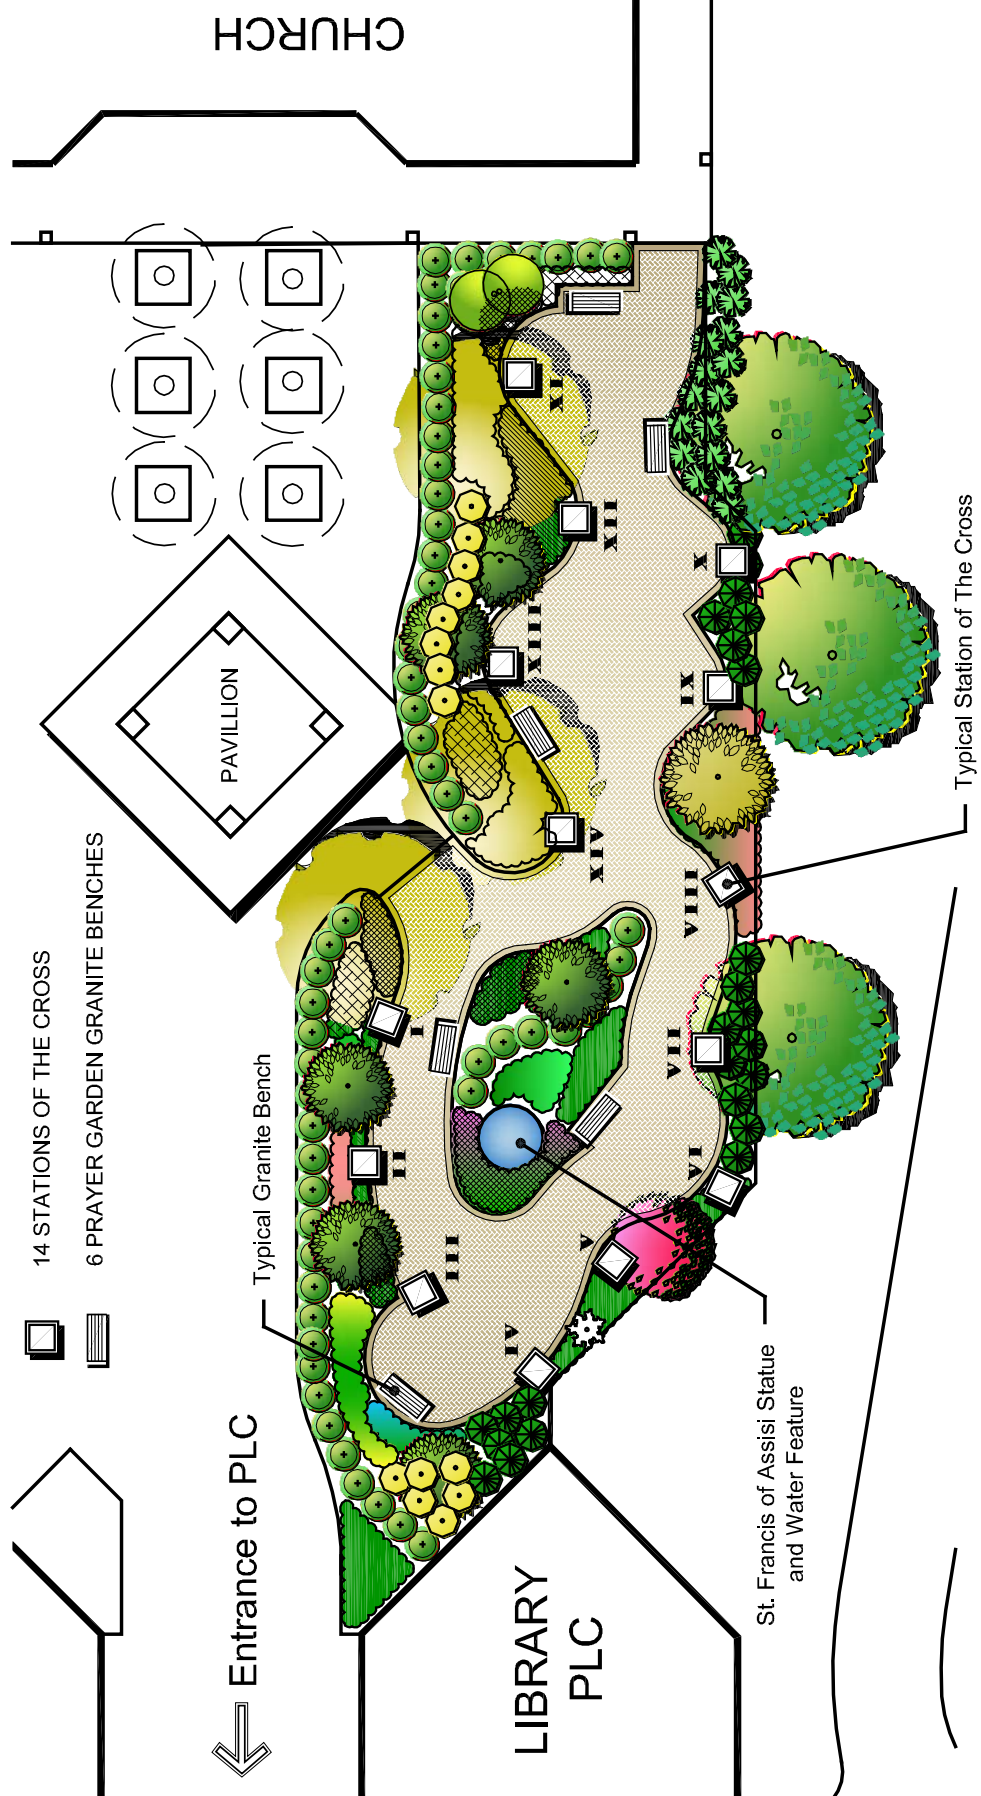 CHURCH
PAVILLION
14 STATIONS OF THE CROSS
6 PRAYER GARDEN GRANITE BENCHES
Typical Granite Bench
Entrance to PLC
LIBRARY
PLC
St. Francis of Assisi Statue
and Water Feature
Typical Station of The Cross
I
II
III
IV
V
VI
VII
VIII
IX
X
XI
XII
XIII
XIV